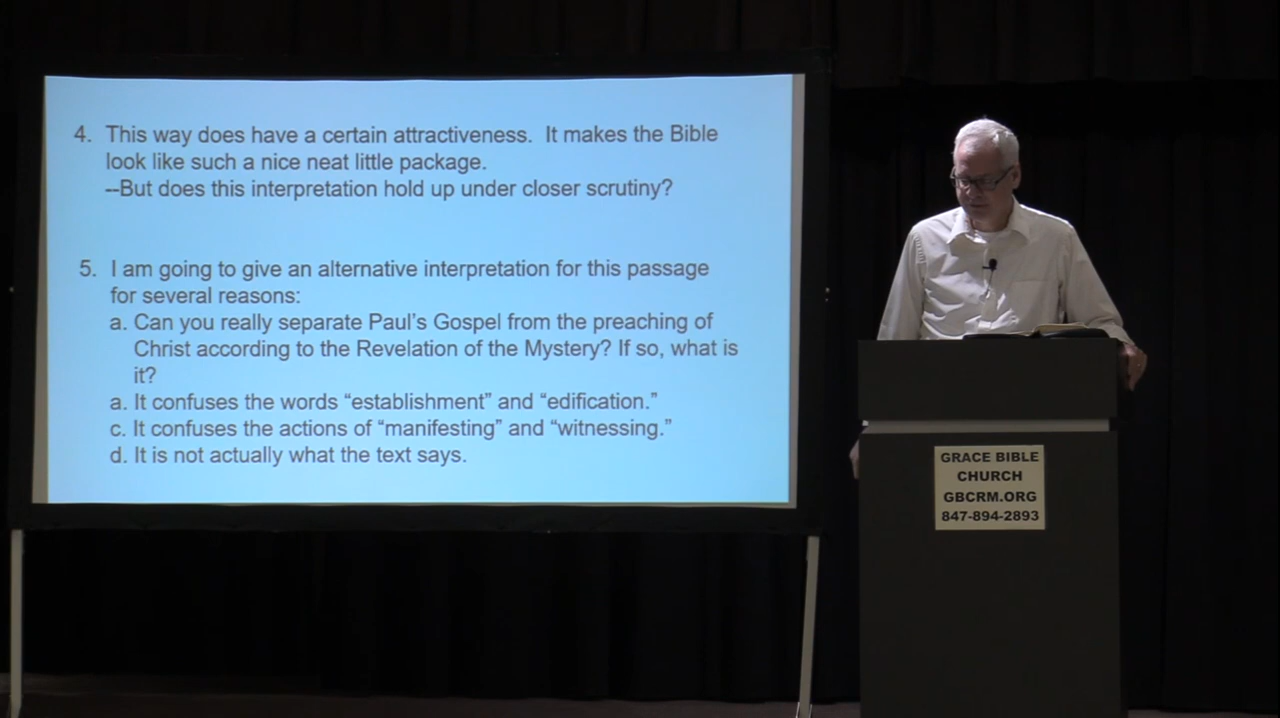 4. This way does have a certain attractiveness. It makes the Bible
look like such a nice neat little package.
--But does this interpretation hold up under closer scrutiny?
5. I am going to give an alternative interpretation for this passage
for several reasons:
a. Can you really separate Paul's Gospel from the preaching of
Christ according to the Revelation of the Mystery? If so, what is
it?
a. It confuses the words "establishment" and "edification."
c. It confuses the actions of "manifesting" and "witnessing."
d. It is not actually what the text says.
GRACE BIBLE
CHURCH
GBCRM.ORG
847-894-2893